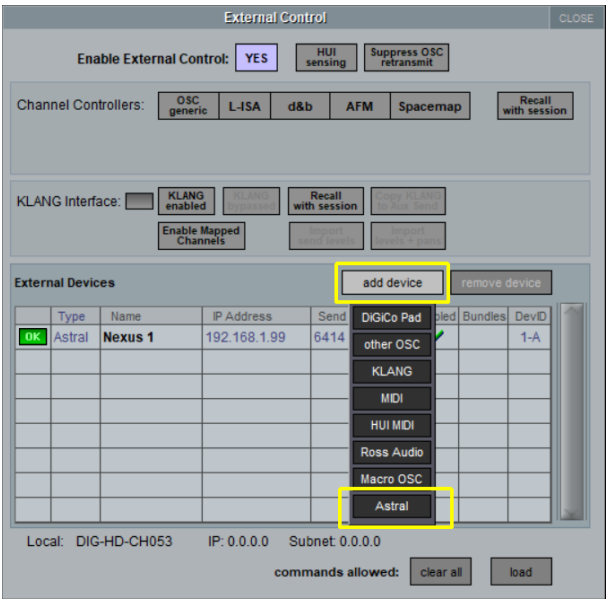 External Control
CLOSE
Enable External Control: YES
HUI sensing
Suppress OSC retransmit
Channel Controllers:
OSC generic
L-ISA
d&b
AFM
Spacemap
Recall with session
KLANG Interface:
KLANG enabled
KLANG bypassed
Recall with session
Copy KLANG to Aux Send
Enable Mapped Channels
Import send levels
Import levels + pans
External Devices
add device
remove device
Type Name IP Address Send bled Bundles DevID
OK Astral Nexus 1 192.168.1.99 6414 1-A
DiGiCo Pad
other OSC
KLANG
MIDI
HUI MIDI
Ross Audio
Macro OSC
Astral
Local: DIG-HD-CH053 IP: 0.0.0.0 Subnet: 0.0.0.0
commands allowed: clear all load